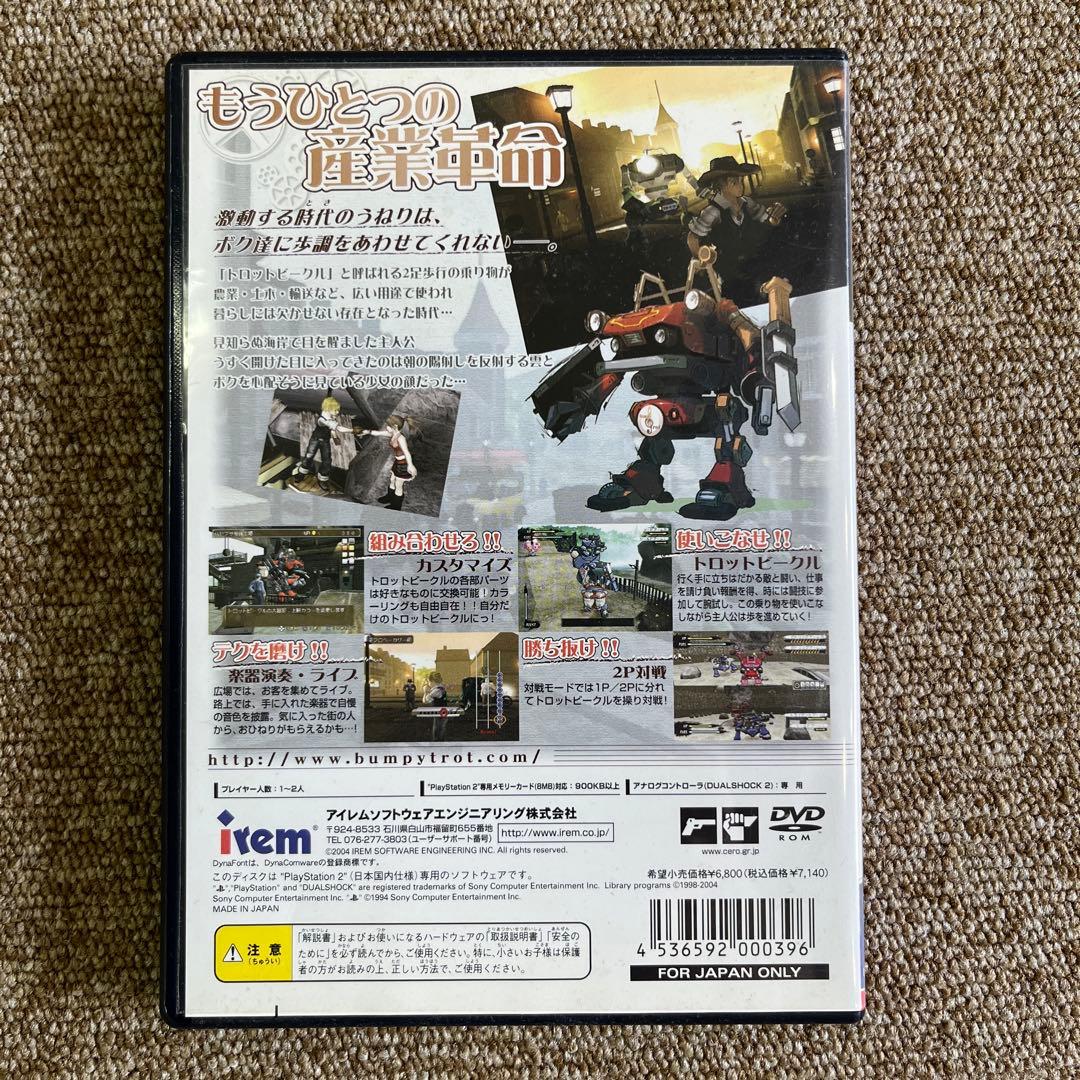 もうひとつの
産業革命
激動する時代のうねりは、
とき
ボク達に歩調をあわせてくれない――。
「トロットビークル」と呼ばれる2足歩行の乗り物が
農業・土木・輸送など、広い用途で使われ
暮らしには欠かせない存在となった時代…
見知らぬ海岸で目を醒ました主人公
うすく開けた目に入ってきたのは朝の陽射しを反射する雲と
ボクを心配そうに見ている少女の顔だった…
組み合わせろ!!
カスタマイズ
トロットビークルの各部パーツ
は好きなものに交換可能!カラ
ーリングも自由自在!!自分だ
けのトロットビークルにっ!
使いこなせ!!
トロットビークル
行く手に立ちはだかる敵と闘い、仕事
を請け負い報酬を得、時には闘技に参
加して腕試し。この乗り物を使いこな
しながら主人公は歩を進めていく!
テクを磨け!!
楽器演奏・ライブ
広場では、お客を集めてライブ。
路上では、手に入れた楽器で自慢
の音色を披露。気に入った街の人
から、おひねりがもらえるかも…!
勝ち抜け!!
2P対戦
対戦モードでは1P/2Pに分れ
てトロットビークルを操り対戦!
http://www.bumpytrot.com/
プレイヤー人数:1~2人
"PlayStation 2"専用メモリーカード(8MB)対応:900KB以上
アナログコントローラ(DUALSHOCK 2):専 用
irem®
アイレムソフトウェアエンジニアリング株式会社
〒924-8533 石川県白山市福留町655番地
TEL 076-277-3803(ユーザーサポート番号)
http://www.irem.co.jp/
©2004 IREM SOFTWARE ENGINEERING INC. All rights reserved.
DynaFontは、DynaComwareの登録商標です。
www.cero.gr.jp
DVD
ROM
このディスクは "PlayStation 2"(日本国内仕様)専用のソフトウェアです。
希望小売価格¥6,800(税込価格¥7,140)
"","PlayStation" and "DUALSHOCK" are registered trademarks of Sony Computer Entertainment Inc. Library programs ©1998-2004
Sony Computer Entertainment Inc. "" ©1994 Sony Computer Entertainment Inc.
MADE IN JAPAN
注意
(ちゅうい)
「解説書」およびお使いになるハードウェアの「取扱説明書」「安全の
ために」を必ず読んでから、ご使用ください。特に、小さいお子様は保護
者の方がお読みの上、正しい方法で、ご使用ください。
4 536592 000396
FOR JAPAN ONLY